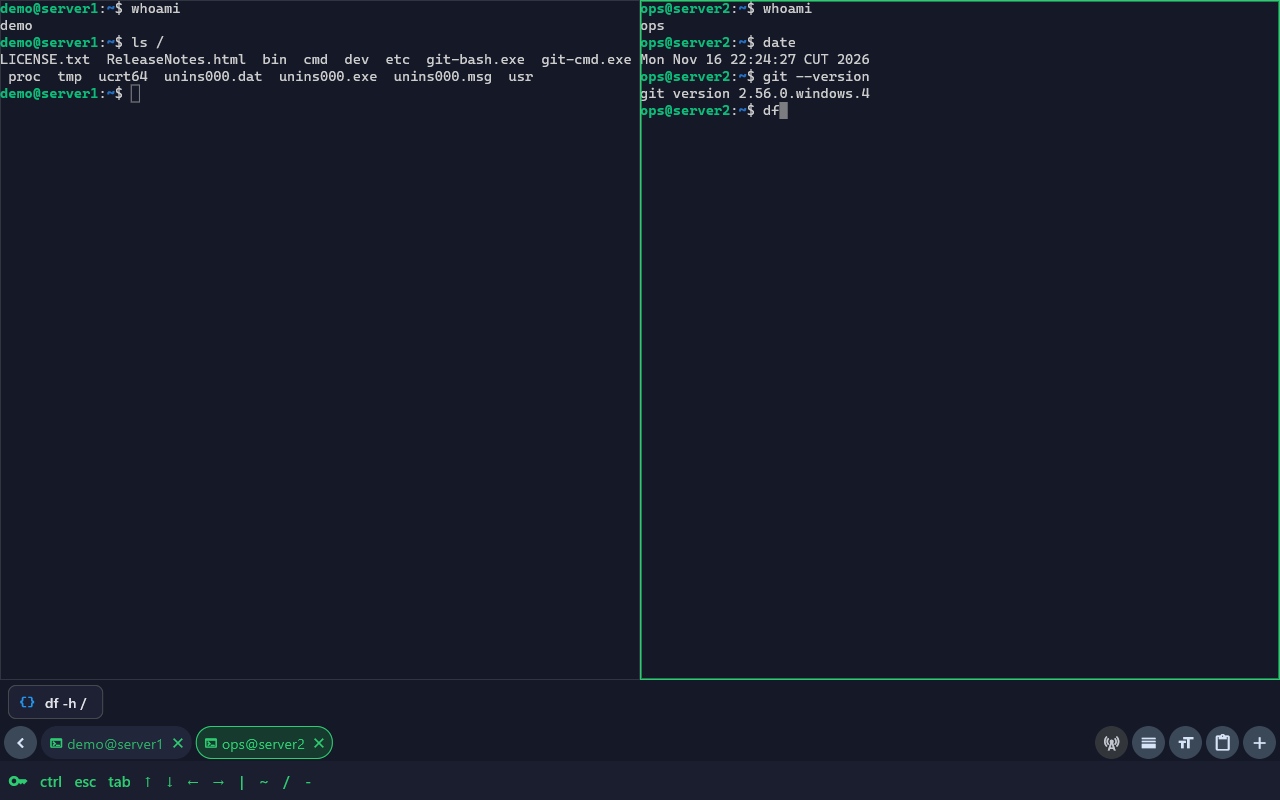 demo@server1:~$ whoami
demo
demo@server1:~$ ls /
LICENSE.txt  ReleaseNotes.html  bin  cmd  dev  etc  git-bash.exe  git-cmd.exe
 proc  tmp  ucrt64  unins000.dat  unins000.exe  unins000.msg  usr
demo@server1:~$
ops@server2:~$ whoami
ops
ops@server2:~$ date
Mon Nov 16 22:24:27 CUT 2026
ops@server2:~$ git --version
git version 2.56.0.windows.4
ops@server2:~$ df
{} df -h /
demo@server1 ✕ ops@server2 ✕
ctrl esc tab ↑ ↓ ← → | ~ / -